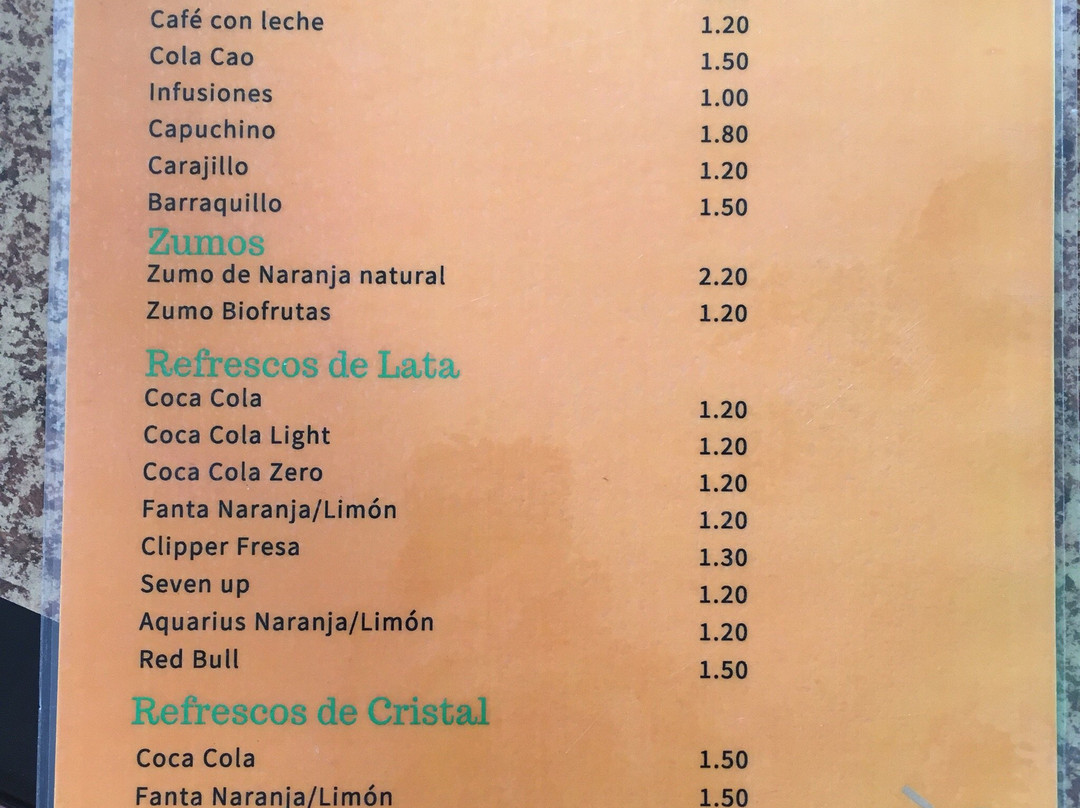 Café con leche 1.20
Cola Cao 1.50
Infusiones 1.00
Capuchino 1.80
Carajillo 1.20
Barraquillo 1.50
Zumos
Zumo de Naranja natural 2.20
Zumo Biofrutas 1.20
Refrescos de Lata
Coca Cola 1.20
Coca Cola Light 1.20
Coca Cola Zero 1.20
Fanta Naranja/Limón 1.20
Clipper Fresa 1.30
Seven up 1.20
Aquarius Naranja/Limón 1.20
Red Bull 1.50
Refrescos de Cristal
Coca Cola 1.50
Fanta Naranja/Limón 1.50